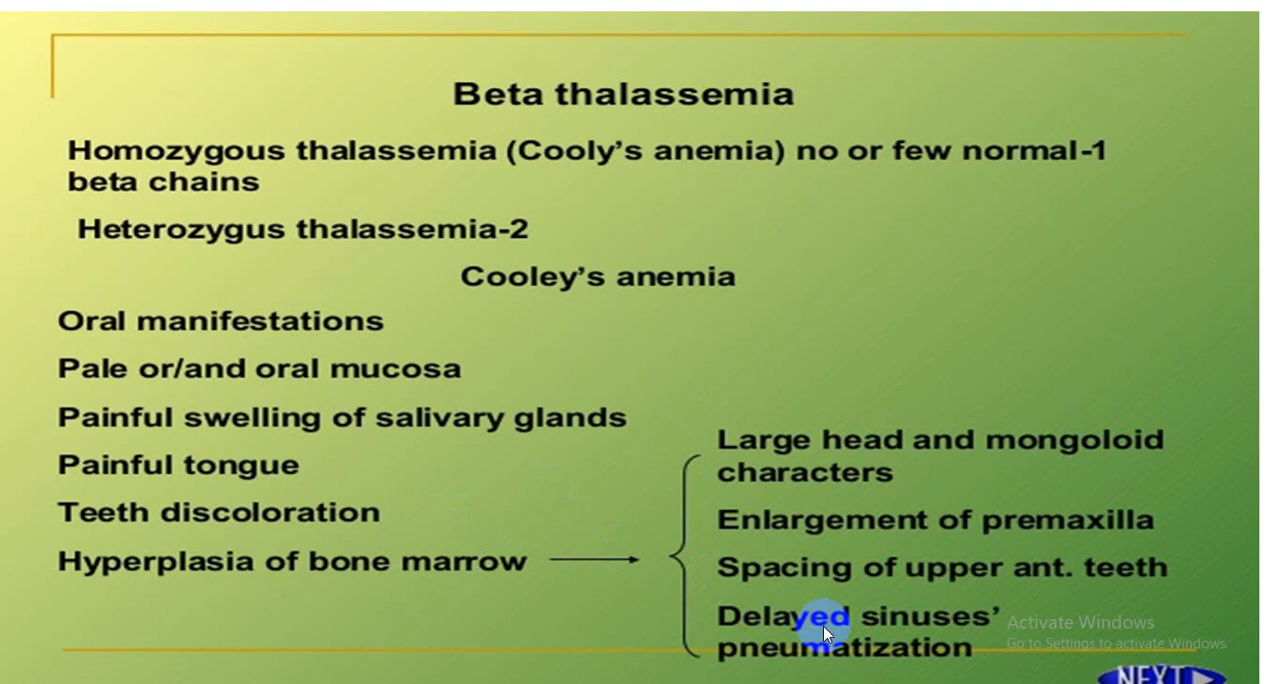 Beta thalassemia
Homozygous thalassemia (Cooly's anemia) no or few normal-1
beta chains
Heterozygus thalassemia-2
Cooley's anemia
Oral manifestations
Pale or/and oral mucosa
Painful swelling of salivary glands
Painful tongue
Teeth discoloration
Hyperplasia of bone marrow
Large head and mongoloid
characters
Enlargement of premaxilla
Spacing of upper ant. teeth
Delayed sinuses'
pneumatization
Activate Windows
Go to Settings to activate Windows.
NEXT